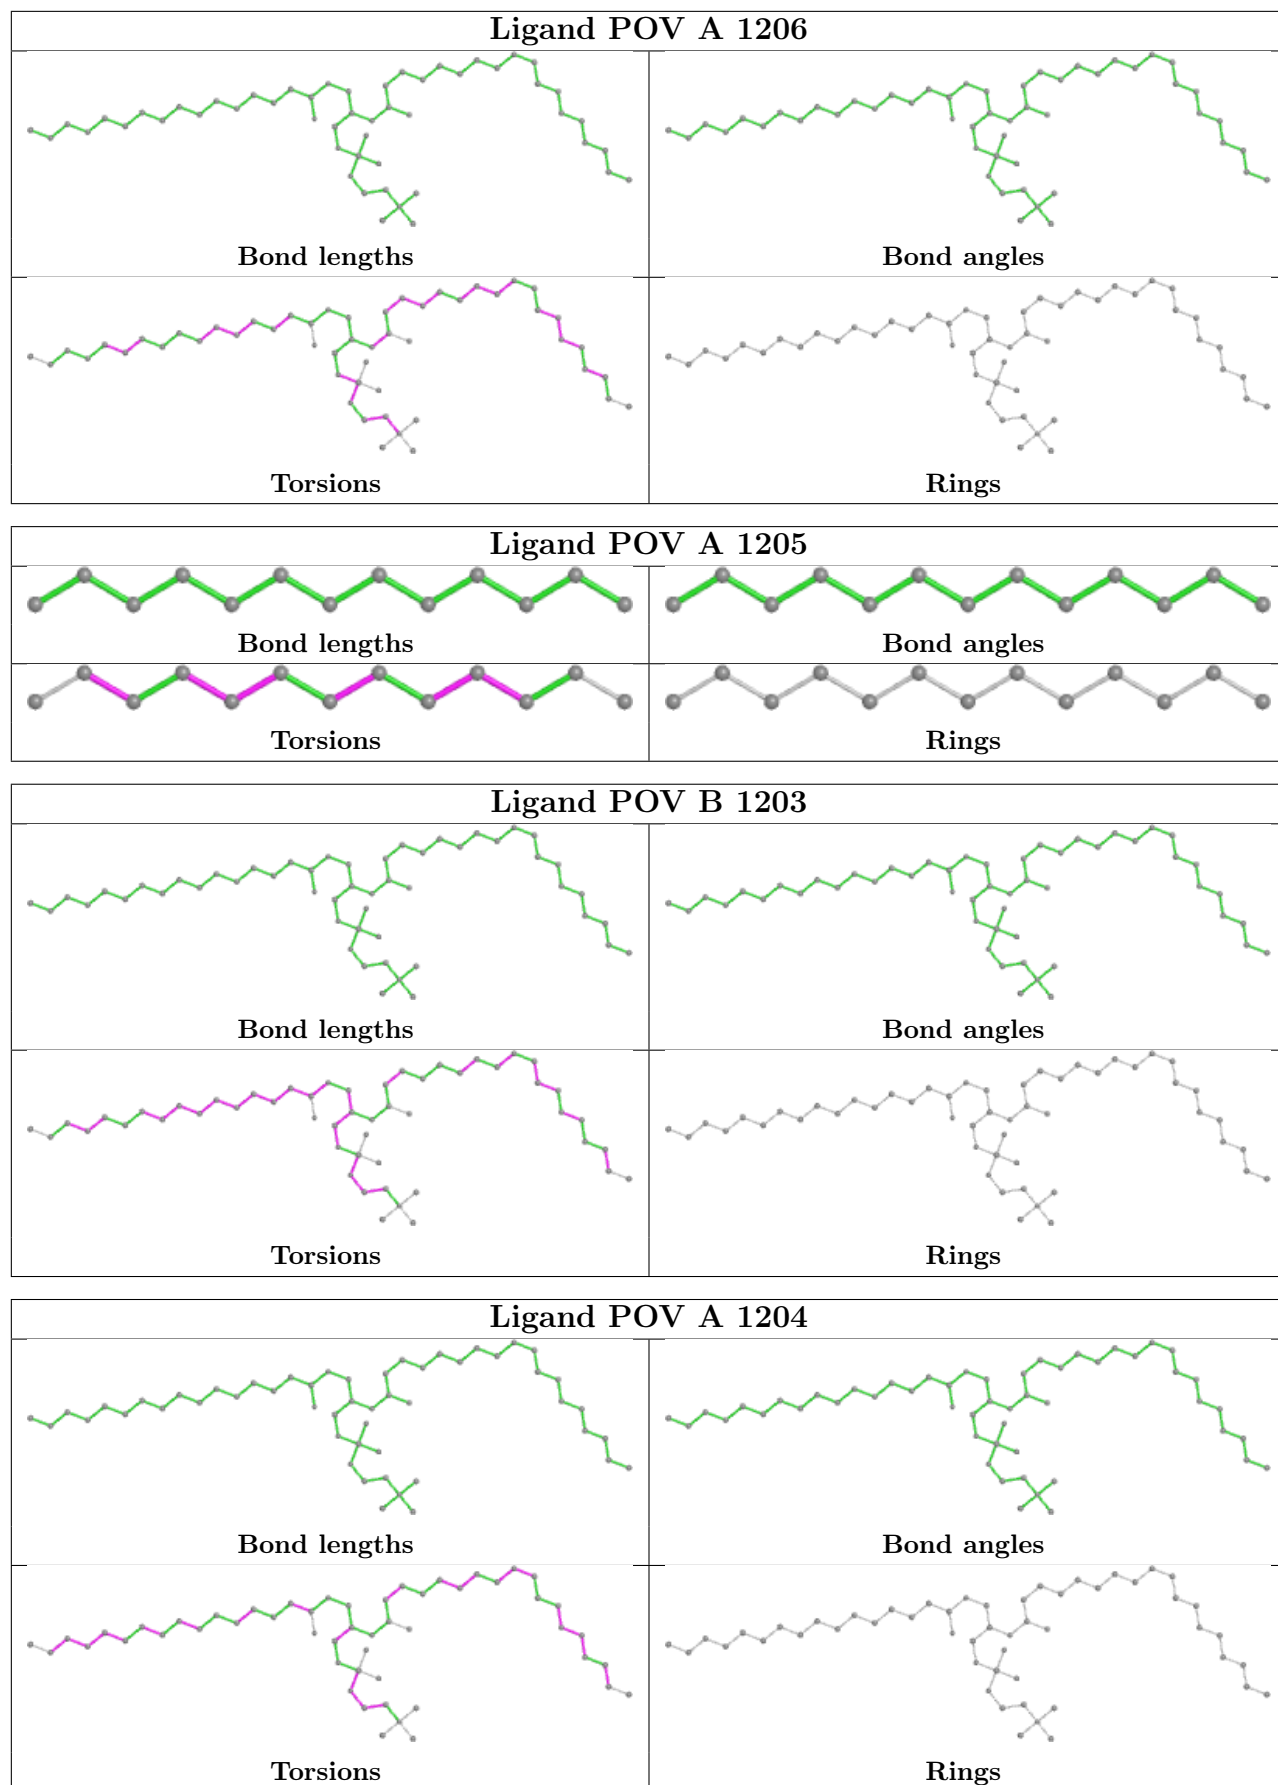 Ligand POV A 1206
Bond lengths
Bond angles
Torsions
Rings
Ligand POV A 1205
Bond lengths
Bond angles
Torsions
Rings
Ligand POV B 1203
Bond lengths
Bond angles
Torsions
Rings
Ligand POV A 1204
Bond lengths
Bond angles
Torsions
Rings